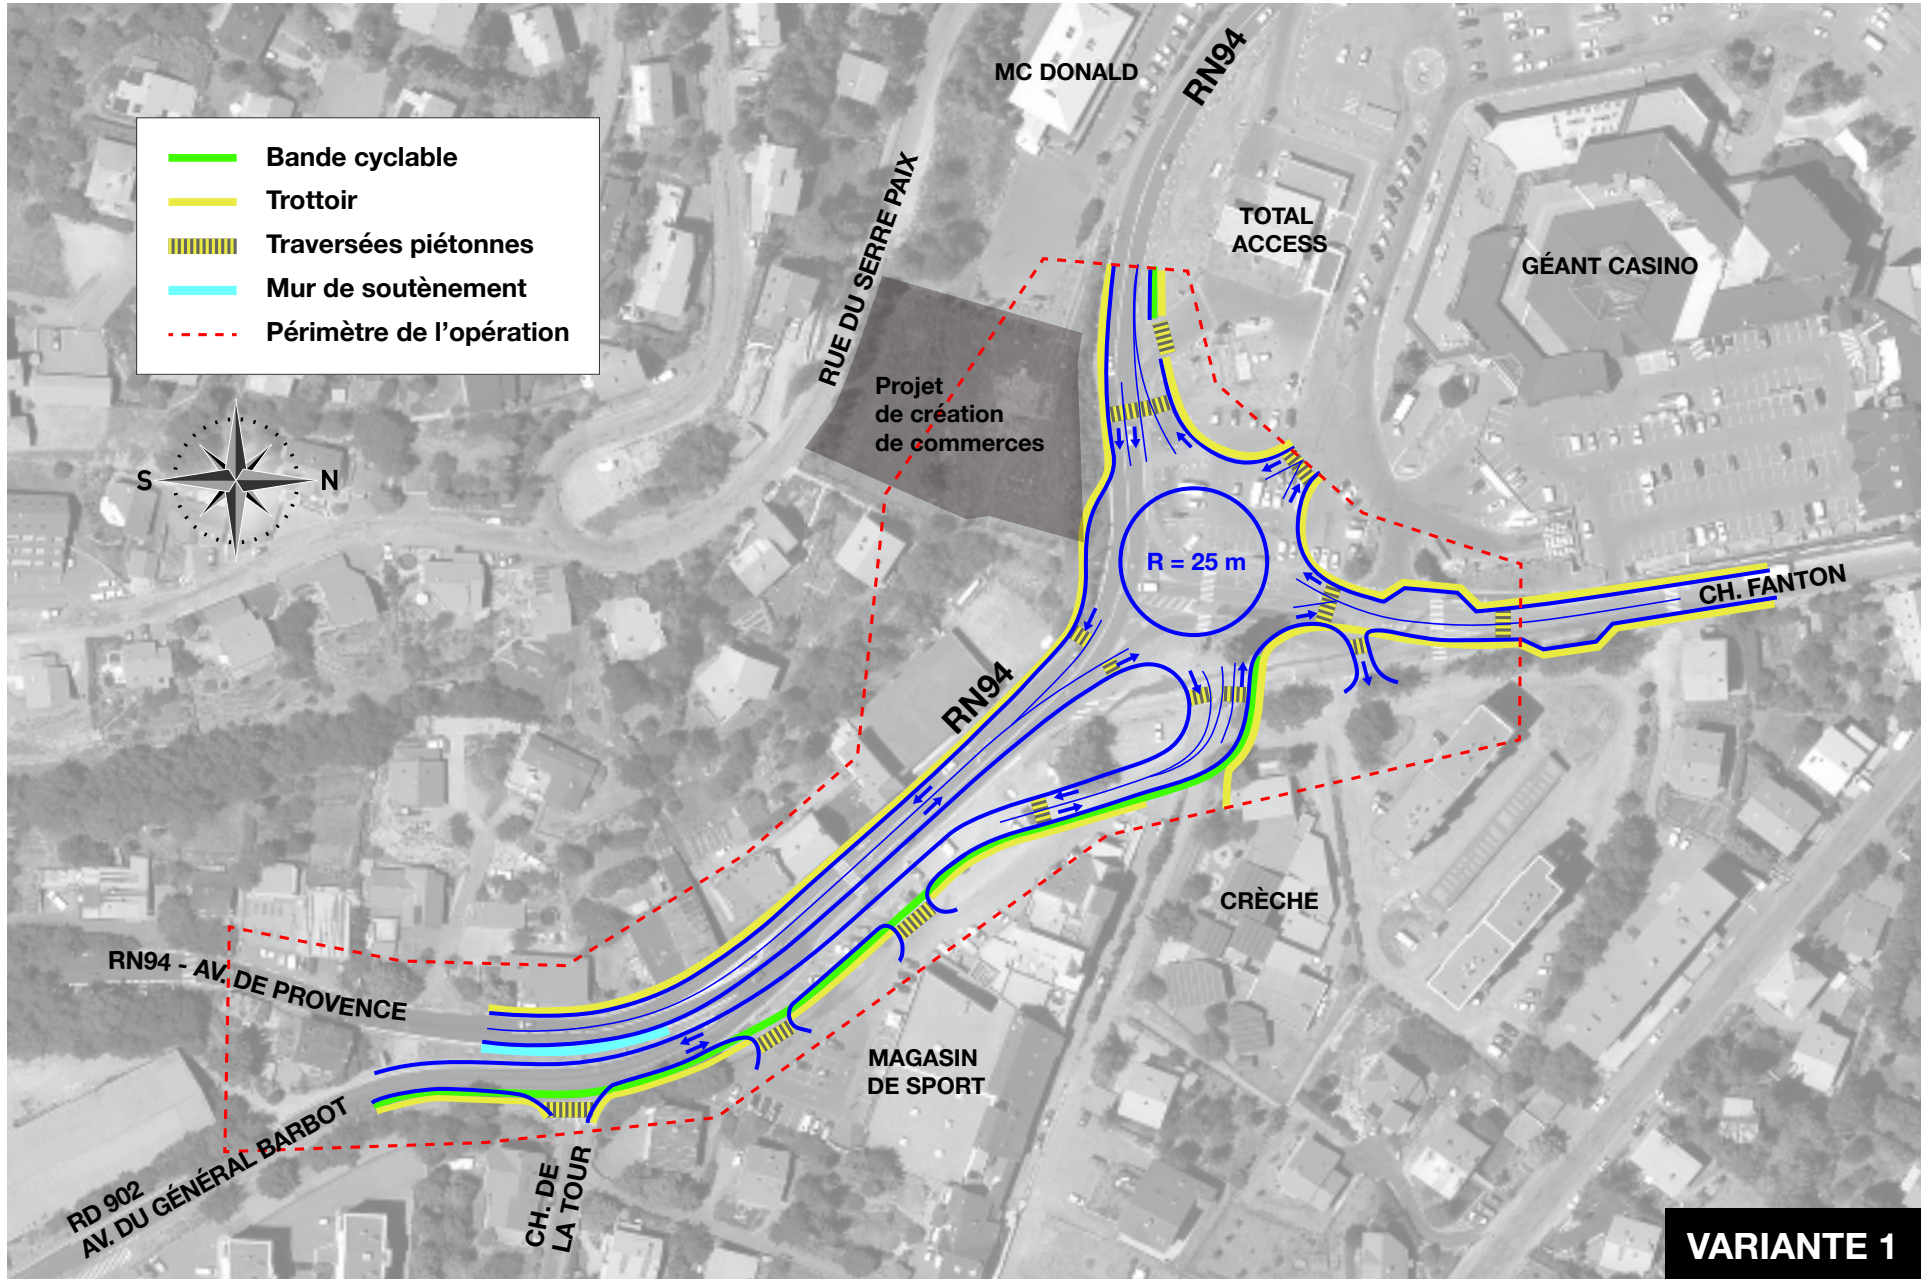 MC DONALD
RN94
Bande cyclable
Trottoir
Traversées piétonnes
Mur de soutènement
Périmètre de l'opération
RUE DU SERRE PAIX
TOTAL
ACCESS
GÉANT CASINO
Projet
de création
de commerces
S
N
R = 25 m
CH. FANTON
RN94
CRÈCHE
RN94 - AV. DE PROVENCE
MAGASIN
DE SPORT
RD 902
AV. DU GÉNÉRAL BARBOT
CH. DE
LA TOUR
VARIANTE 1